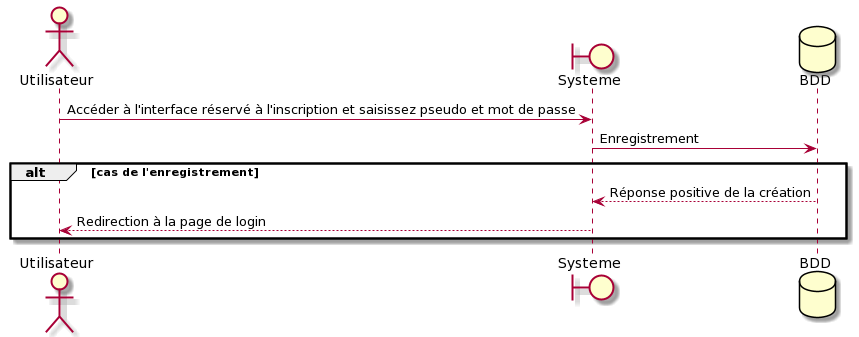 Utilisateur
Systeme
BDD
Accéder à l'interface réservé à l'inscription et saisissez pseudo et mot de passe
Enregistrement
alt
[cas de l'enregistrement]
Réponse positive de la création
Redirection à la page de login
Utilisateur
Systeme
BDD